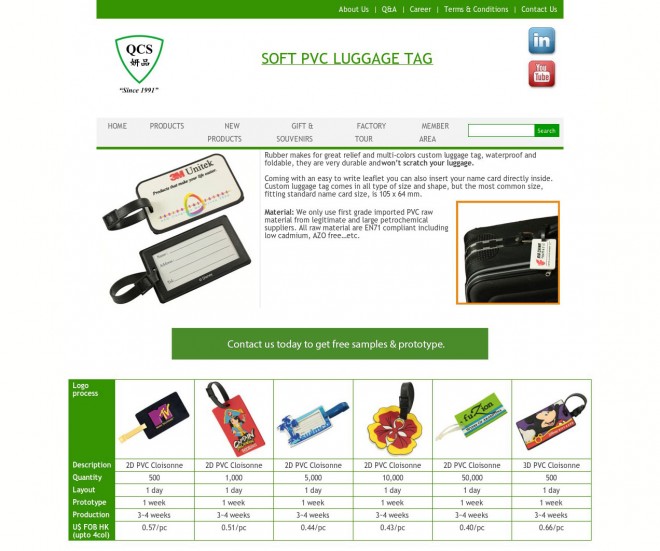 About Us | Q&A | Career | Terms & Conditions | Contact Us
QCS
妍品
"Since 1991"
SOFT PVC LUGGAGE TAG
in
You
Tube
HOME PRODUCTS NEW PRODUCTS GIFT & SOUVENIRS FACTORY TOUR MEMBER AREA Search
Rubber makes for great relief and multi-colors custom luggage tag, waterproof and
foldable, they are very durable andwon't scratch your luggage.
Coming with an easy to write leaflet you can also insert your name card directly inside.
Custom luggage tag comes in all type of size and shape, but the most common size,
fitting standard name card size, is 105 x 64 mm.
Material: We only use first grade imported PVC raw
material from legitimate and large petrochemical
suppliers. All raw material are EN71 compliant including
low cadmium, AZO free…etc.
3M Unitek
Contact us today to get free samples & prototype.
Logo
process
fuZion
Description 2D PVC Cloisonne 2D PVC Cloisonne 2D PVC Cloisonne 2D PVC Cloisonne 2D PVC Cloisonne 3D PVC Cloisonne
Quantity 500 1,000 5,000 10,000 50,000 500
Layout 1 day 1 day 1 day 1 day 1 day 1 day
Prototype 1 week 1 week 1 week 1 week 1 week 1 week
Production 3~4 weeks 3~4 weeks 3~4 weeks 3~4 weeks 3~4 weeks 3~4 weeks
U$ FOB HK
(upto 4col) 0.57/pc 0.51/pc 0.44/pc 0.43/pc 0.40/pc 0.66/pc